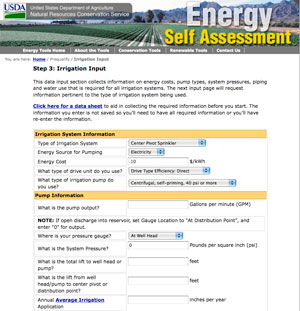 USDA
United States Department of Agriculture
Natural Resources Conservation Service
Energy
Self Assessment
Energy Tools Home
About the Tools
Conservation Tools
Renewable Tools
Contact Us
You are here: Home / Prequalify / Irrigation Input
Step 3: Irrigation Input
This data input section collects information on energy costs, pump types, system pressures, piping
and water use that is required for all irrigation systems. The next input page will request
information pertinent to the type of irrigation system being used.
Click here for a data sheet to aid in collecting the required information before you start. The
information you enter is not saved so you'll need to have all required information or you'll have to
re-enter the information.
Irrigation System Information
Type of Irrigation System Center Pivot Sprinkler
Energy Source for Pumping Electricity
Energy Cost .10 $/kWh
What type of drive unit do you use? Drive Type Efficiency: Direct
What type of irrigation pump do
you use? Centrifugal, self-priming, 40 psi or more
Pump Information
What is the pump output? Gallons per minute (GPM)
NOTE: If open discharge into reservoir, set Gauge Location to "At Distribution Point", and
enter "0" for output.
Where is your pressure gauge? At Well Head
What is the System Pressure? 0 Pounds per square inch (psi)
What is the total lift to well head or
pump? feet
What is the lift from well
head/pump to center pivot or
distribution point? feet
Annual Average Irrigation
Application inches per year